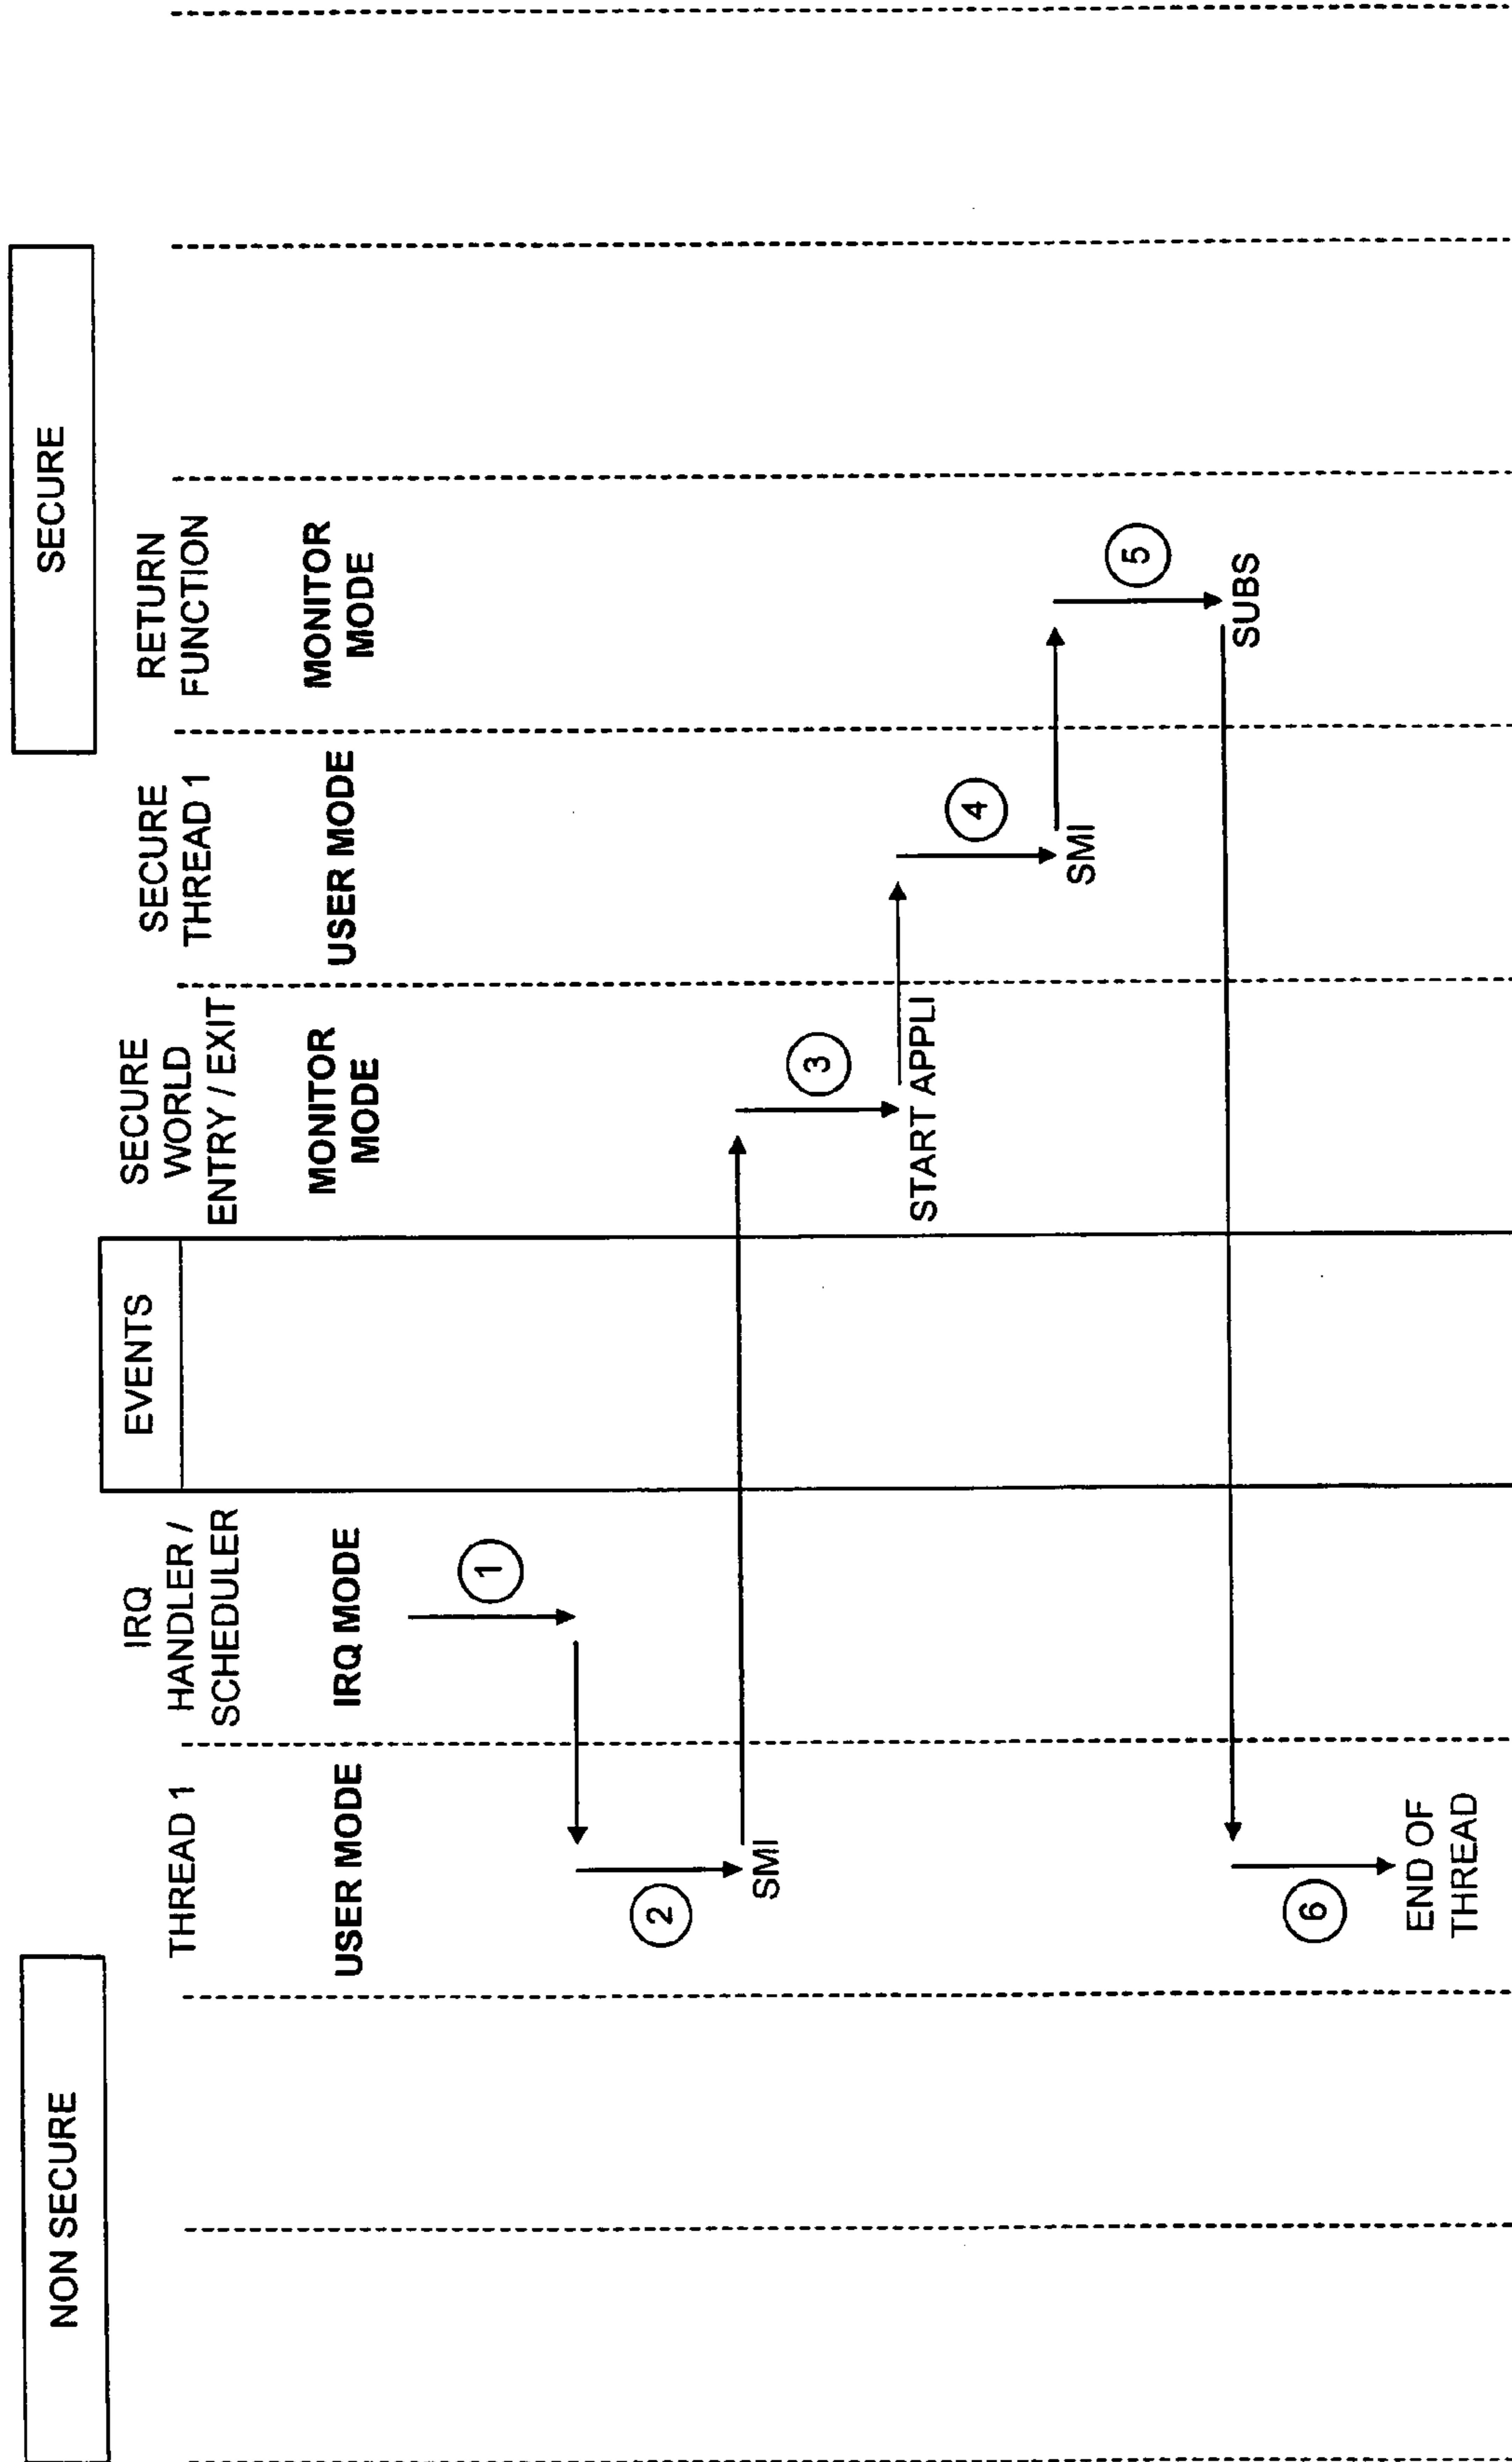 NON SECURE
SECURE
THREAD 1
USER MODE
IRQ
HANDLER /
SCHEDULER
IRQ MODE
EVENTS
SECURE
WORLD
ENTRY / EXIT
MONITOR
MODE
SECURE
THREAD 1
USER MODE
RETURN
FUNCTION
MONITOR
MODE
1
2
SMI
3
START APPLI
4
SMI
5
SUBS
6
END OF
THREAD